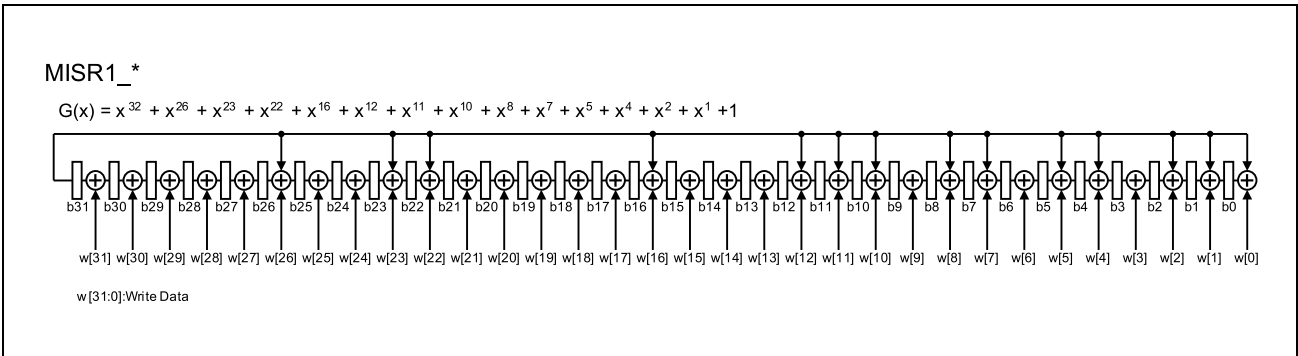 MISR1_*
G(x) = x³² + x²⁶ + x²³ + x²² + x¹⁶ + x¹² + x¹¹ + x¹⁰ + x⁸ + x⁷ + x⁵ + x⁴ + x² + x¹ +1
b31 b30 b29 b28 b27 b26 b25 b24 b23 b22 b21 b20 b19 b18 b17 b16 b15 b14 b13 b12 b11 b10 b9 b8 b7 b6 b5 b4 b3 b2 b1 b0
w[31] w[30] w[29] w[28] w[27] w[26] w[25] w[24] w[23] w[22] w[21] w[20] w[19] w[18] w[17] w[16] w[15] w[14] w[13] w[12] w[11] w[10] w[9] w[8] w[7] w[6] w[5] w[4] w[3] w[2] w[1] w[0]
w[31:0]:Write Data